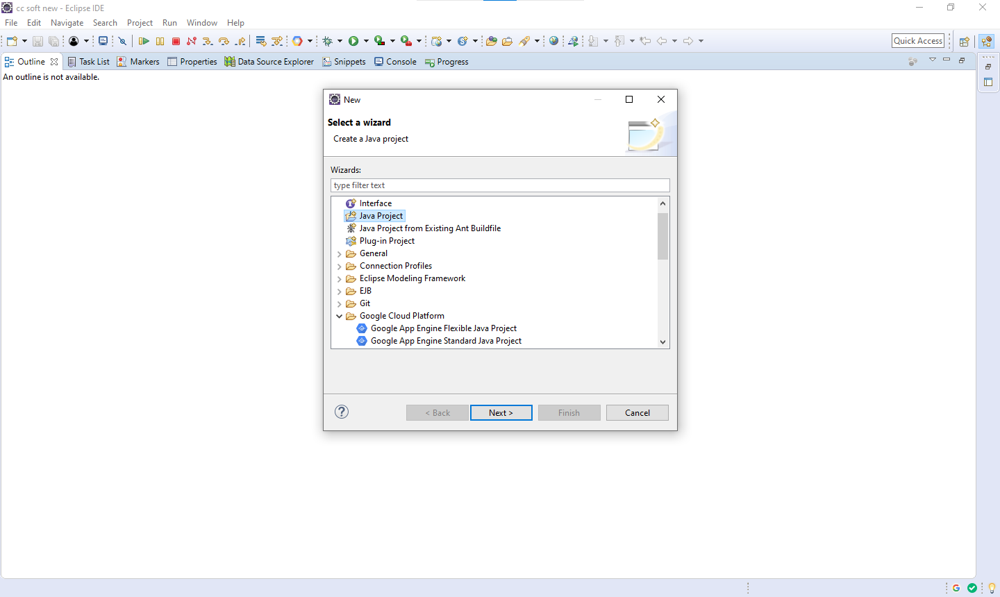 cc soft new - Eclipse IDE
File Edit Navigate Search Project Run Window Help
Quick Access
Outline Task List Markers Properties Data Source Explorer Snippets Console Progress
An outline is not available.
New
Select a wizard
Create a Java project
Wizards:
type filter text
Interface
Java Project
Java Project from Existing Ant Buildfile
Plug-in Project
General
Connection Profiles
Eclipse Modeling Framework
EJB
Git
Google Cloud Platform
Google App Engine Flexible Java Project
Google App Engine Standard Java Project
< Back Next > Finish Cancel